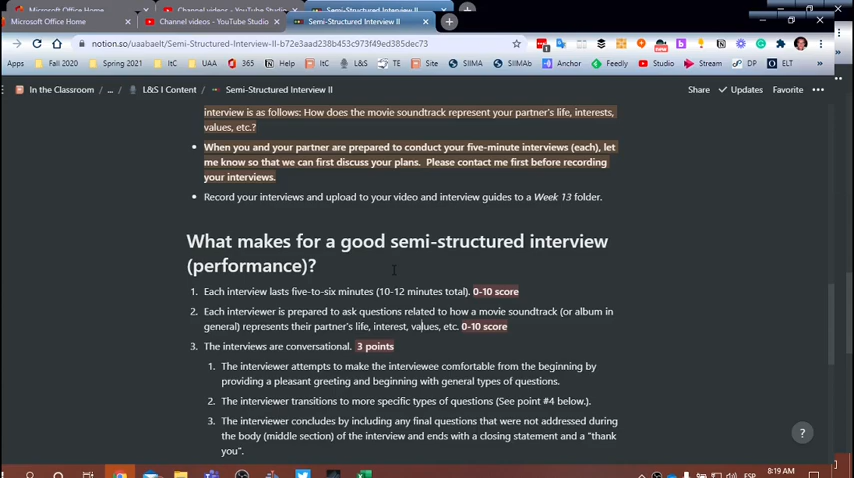 Microsoft Office Home
Channel videos - YouTube Studio
Semi-Structured Interview II
Microsoft Office Home
Channel videos - YouTube Studio
Semi-Structured Interview II
notion.so/uaabaelt/Semi-Structured-Interview-II-b72e3aad238b453c973f49ed385dec73
Apps Fall 2020 Spring 2021 ItC UAA 365 Help ItC L&S TE Site SIIMA SIIMAb Anchor Feedly Studio Stream DP ELT
In the Classroom / ... / L&S I Content / Semi-Structured Interview II Share Updates Favorite
interview is as follows: How does the movie soundtrack represent your partner's life, interests,
values, etc.?
• When you and your partner are prepared to conduct your five-minute interviews (each), let
me know so that we can first discuss your plans. Please contact me first before recording
your interviews.
• Record your interviews and upload to your video and interview guides to a Week 13 folder.
What makes for a good semi-structured interview
(performance)?
1. Each interview lasts five-to-six minutes (10-12 minutes total). 0-10 score
2. Each interviewer is prepared to ask questions related to how a movie soundtrack (or album in
general) represents their partner's life, interest, values, etc. 0-10 score
3. The interviews are conversational. 3 points
1. The interviewer attempts to make the interviewee comfortable from the beginning by
providing a pleasant greeting and beginning with general types of questions.
2. The interviewer transitions to more specific types of questions (See point #4 below.).
3. The interviewer concludes by including any final questions that were not addressed during
the body (middle section) of the interview and ends with a closing statement and a "thank
you".
?
ESP 8:19 AM